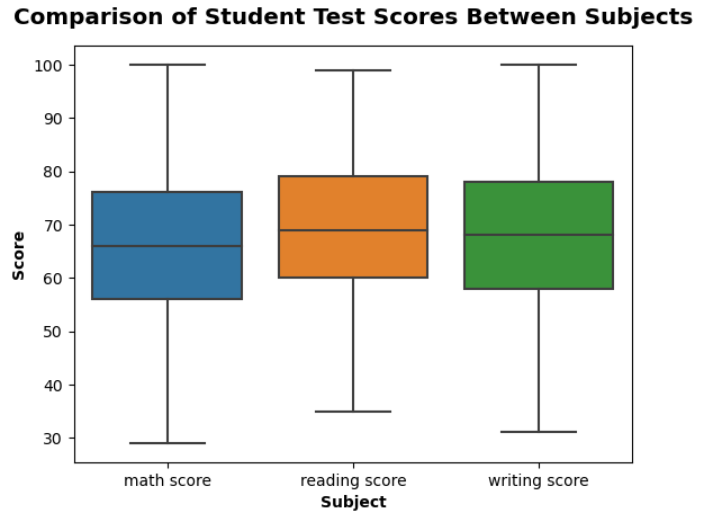 Comparison of Student Test Scores Between Subjects
100
90
80
70
60
50
40
30
Score
math score reading score writing score
Subject